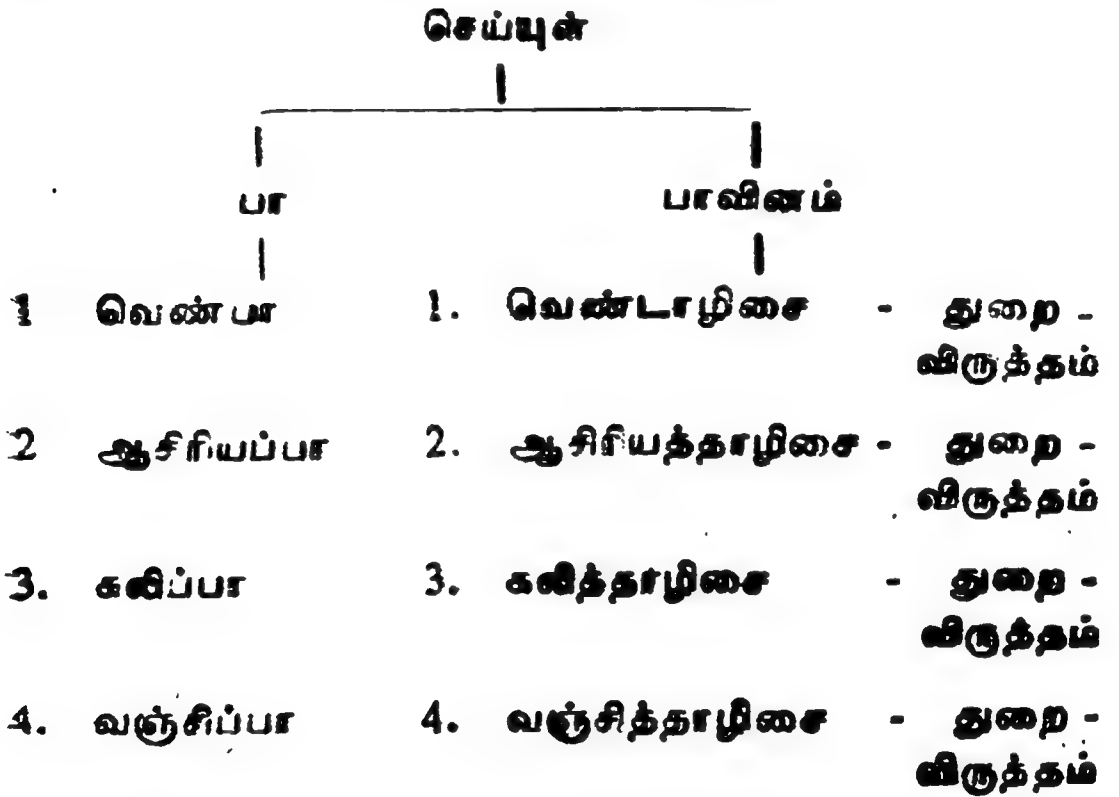 செய்யுள்
பா பாவினம்
1 வெண்பா 1. வெண்டாழிசை - துறை -
விருத்தம்
2 ஆசிரியப்பா 2. ஆசிரியத்தாழிசை - துறை -
விருத்தம்
3. கலிப்பா 3. கலித்தாழிசை - துறை -
விருத்தம்
4. வஞ்சிப்பா 4. வஞ்சித்தாழிசை - துறை -
விருத்தம்